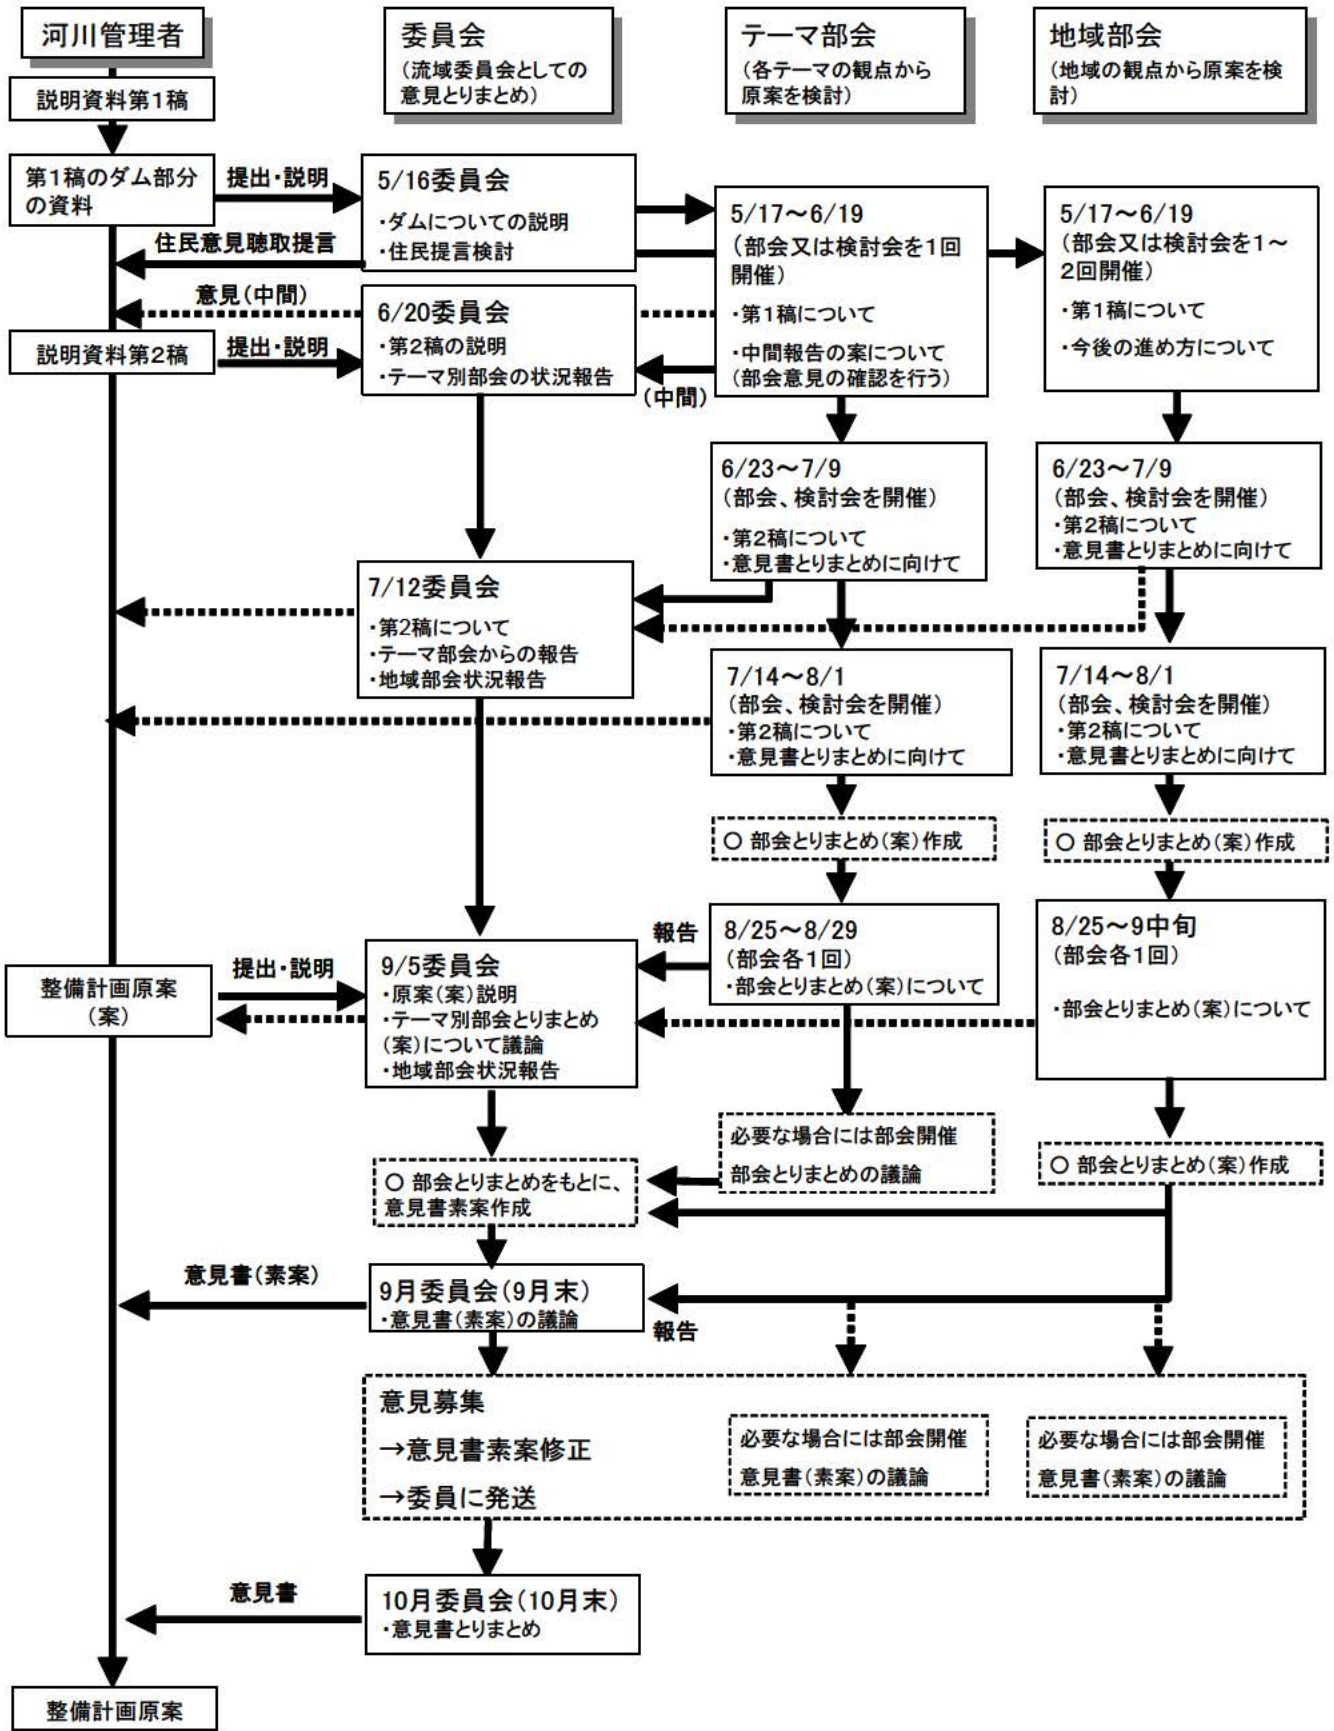 河川管理者
説明資料第1稿
委員会
(流域委員会としての
意見とりまとめ)
テーマ部会
(各テーマの観点から
原案を検討)
地域部会
(地域の観点から原案を検
討)
第1稿のダム部分
の資料
提出・説明
5/16委員会
・ダムについての説明
・住民提言検討
住民意見聴取提言
5/17～6/19
(部会又は検討会を1回
開催)
・第1稿について
・中間報告の案について
(部会意見の確認を行う)
5/17～6/19
(部会又は検討会を1～
2回開催)
・第1稿について
・今後の進め方について
意見(中間)
説明資料第2稿
提出・説明
6/20委員会
・第2稿の説明
・テーマ別部会の状況報告
(中間)
6/23～7/9
(部会、検討会を開催)
・第2稿について
・意見書とりまとめに向けて
6/23～7/9
(部会、検討会を開催)
・第2稿について
・意見書とりまとめに向けて
7/12委員会
・第2稿について
・テーマ部会からの報告
・地域部会状況報告
7/14～8/1
(部会、検討会を開催)
・第2稿について
・意見書とりまとめに向けて
7/14～8/1
(部会、検討会を開催)
・第2稿について
・意見書とりまとめに向けて
○ 部会とりまとめ(案)作成
○ 部会とりまとめ(案)作成
整備計画原案
(案)
提出・説明
9/5委員会
・原案(案)説明
・テーマ別部会とりまとめ
(案)について議論
・地域部会状況報告
報告
8/25～8/29
(部会各1回)
・部会とりまとめ(案)について
8/25～9中旬
(部会各1回)
・部会とりまとめ(案)について
○ 部会とりまとめをもとに、
意見書素案作成
必要な場合には部会開催
部会とりまとめの議論
○ 部会とりまとめ(案)作成
意見書(素案)
9月委員会(9月末)
・意見書(素案)の議論
報告
意見募集
→意見書素案修正
→委員に発送
必要な場合には部会開催
意見書(素案)の議論
必要な場合には部会開催
意見書(素案)の議論
意見書
10月委員会(10月末)
・意見書とりまとめ
整備計画原案